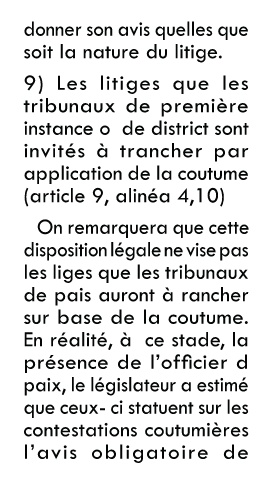 donner son avis quelles que
soit la nature du litige.
9) Les litiges que les
tribunaux de première
instance o de district sont
invités à trancher par
application de la coutume
(article 9, alinéa 4,10)
On remarquera que cette
disposition légale ne vise pas
les liges que les tribunaux
de pais auront à rancher
sur base de la coutume.
En réalité, à ce stade, la
présence de l'officier d
paix, le législateur a estimé
que ceux- ci statuent sur les
contestations coutumières
l'avis obligatoire de